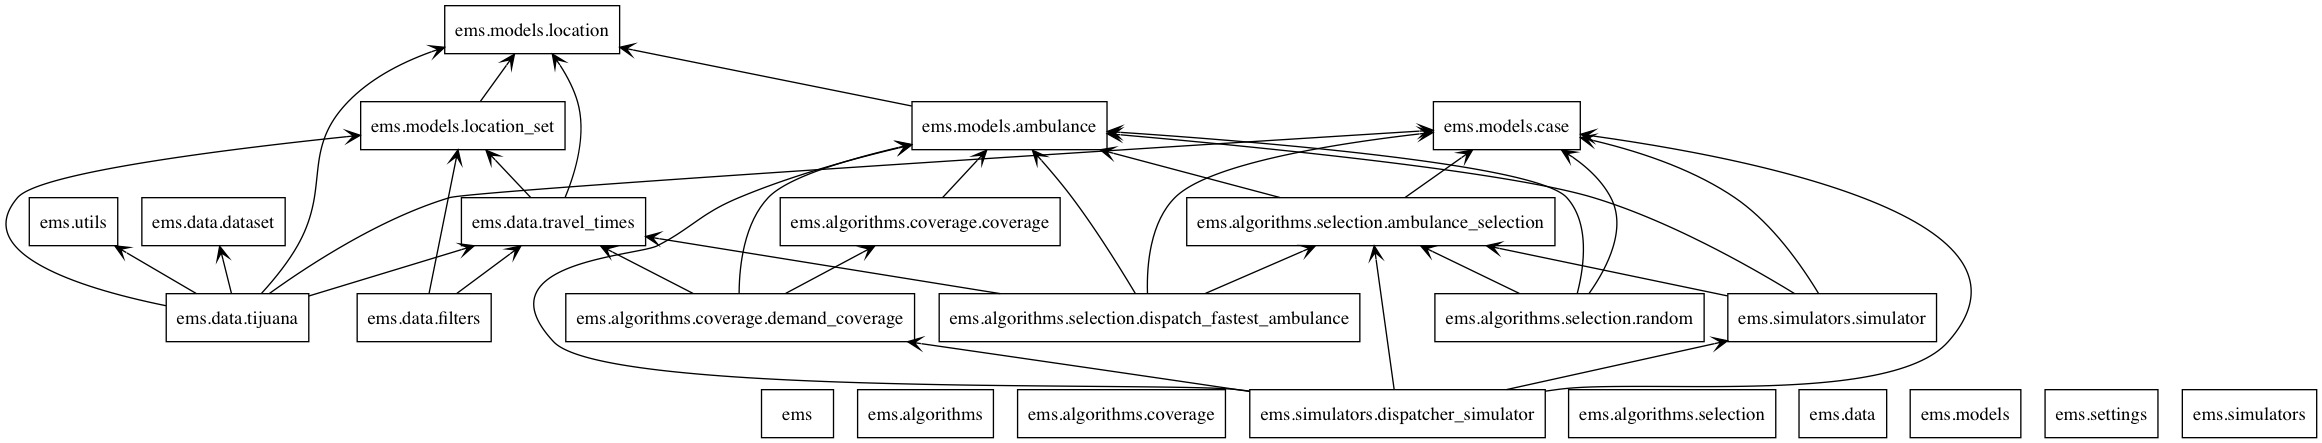 ems.models.location
ems.models.location_set
ems.models.ambulance
ems.models.case
ems.utils
ems.data.dataset
ems.data.travel_times
ems.algorithms.coverage.coverage
ems.algorithms.selection.ambulance_selection
ems.data.tijuana
ems.data.filters
ems.algorithms.coverage.demand_coverage
ems.algorithms.selection.dispatch_fastest_ambulance
ems.algorithms.selection.random
ems.simulators.simulator
ems
ems.algorithms
ems.algorithms.coverage
ems.simulators.dispatcher_simulator
ems.algorithms.selection
ems.data
ems.models
ems.settings
ems.simulators